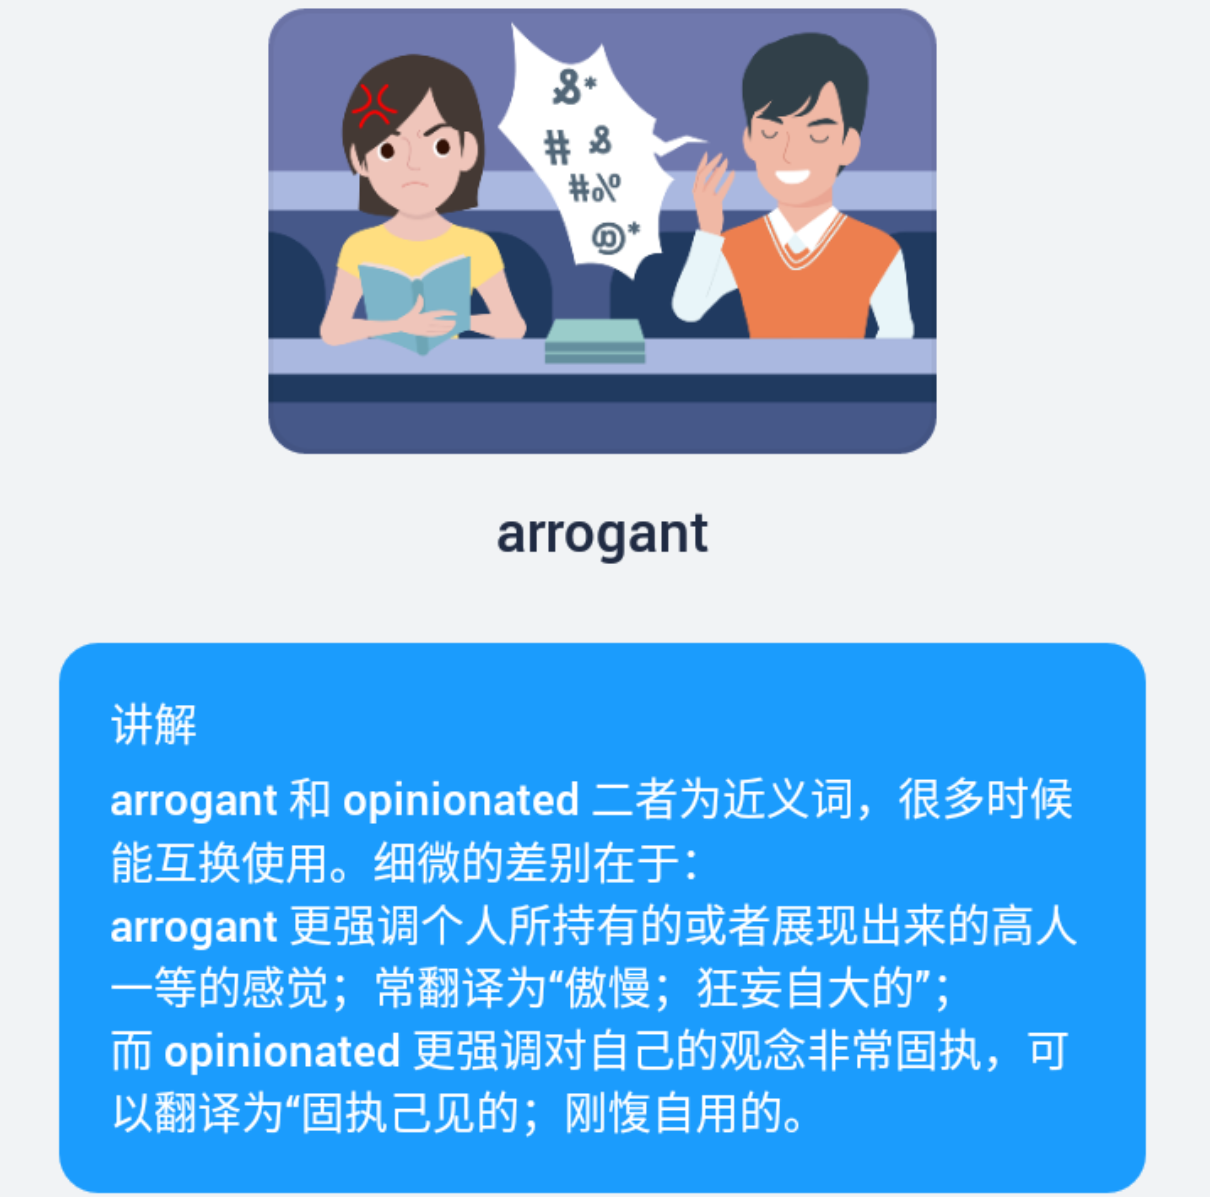 &*
# &
#%
@*
arrogant
讲解
arrogant 和 opinionated 二者为近义词，很多时候
能互换使用。细微的差别在于：
arrogant 更强调个人所持有的或者展现出来的高人
一等的感觉；常翻译为“傲慢；狂妄自大的”；
而 opinionated 更强调对自己的观念非常固执，可
以翻译为“固执己见的；刚愎自用的。